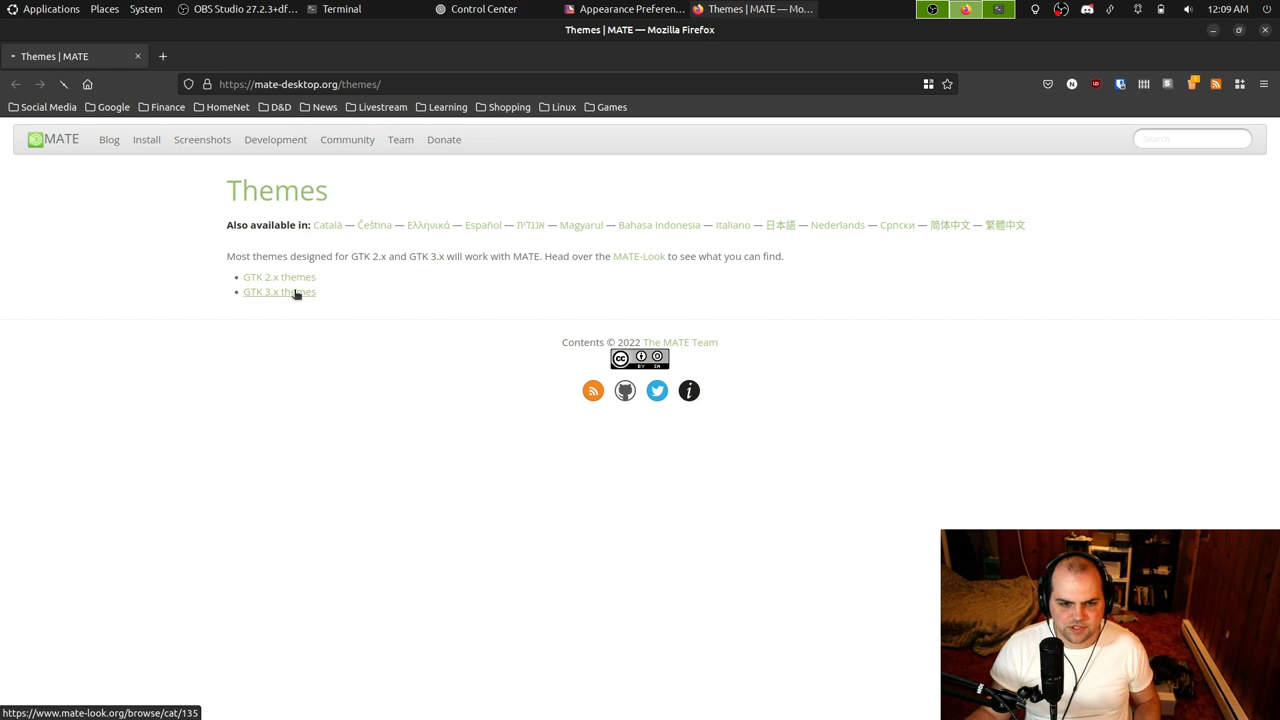 Applications Places System OBS Studio 27.2.3+df... Terminal Control Center Appearance Preferen... Themes | MATE — Mo... 12:09 AM
Themes | MATE — Mozilla Firefox
Themes | MATE
https://mate-desktop.org/themes/
Social Media Google Finance HomeNet D&D News Livestream Learning Shopping Linux Games
MATE Blog Install Screenshots Development Community Team Donate Search
Themes
Also available in: Català — Čeština — Ελληνικά — Español — — Magyarul — Bahasa Indonesia — Italiano — 日本語 — Nederlands — Српски — 简体中文 — 繁體中文
Most themes designed for GTK 2.x and GTK 3.x will work with MATE. Head over the MATE-Look to see what you can find.
• GTK 2.x themes
• GTK 3.x themes
Contents © 2022 The MATE Team
cc BY SA
https://www.mate-look.org/browse/cat/135